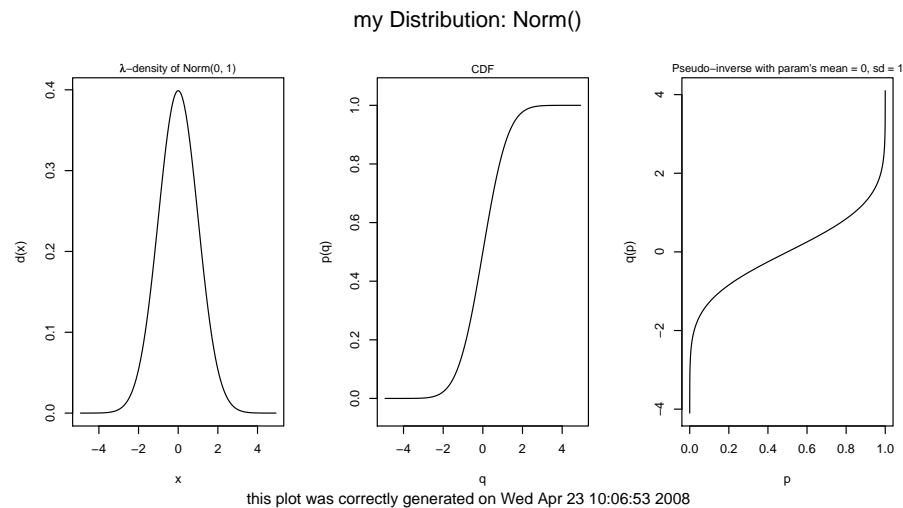 my Distribution: Norm()
λ−density of Norm(0, 1)
d(x)
0.4
0.3
0.2
0.1
0.0
−4 −2 0 2 4
x
CDF
p(q)
1.0
0.8
0.6
0.4
0.2
0.0
−4 −2 0 2 4
q
Pseudo−inverse with param's mean = 0, sd = 1
q(p)
4
2
0
−2
−4
0.0 0.2 0.4 0.6 0.8 1.0
p
this plot was correctly generated on Wed Apr 23 10:06:53 2008